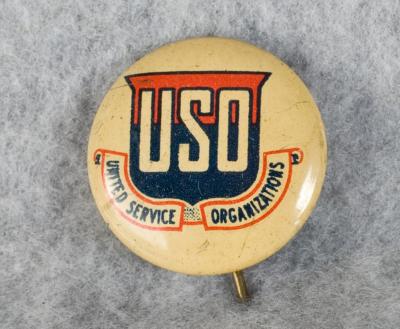 USO
UNITED SERVICE ORGANIZATIONS